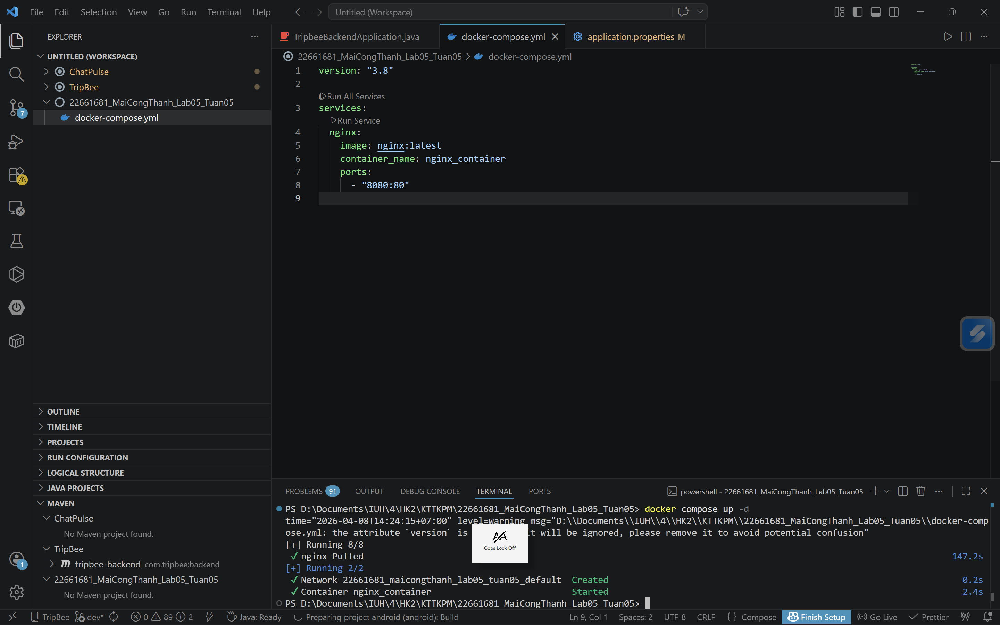 File Edit Selection View Go Run Terminal Help
Untitled (Workspace)
EXPLORER
UNTITLED (WORKSPACE)
ChatPulse
TripBee
22661681_MaiCongThanh_Lab05_Tuan05
docker-compose.yml
7
1
OUTLINE
TIMELINE
PROJECTS
RUN CONFIGURATION
LOGICAL STRUCTURE
JAVA PROJECTS
MAVEN
ChatPulse
No Maven project found.
TripBee
tripbee-backend com.tripbee:backend
22661681_MaiCongThanh_Lab05_Tuan05
No Maven project found.
TripbeeBackendApplication.java docker-compose.yml application.properties M
22661681_MaiCongThanh_Lab05_Tuan05 > docker-compose.yml
1 version: "3.8"
2
Run All Services
3 services:
Run Service
4 nginx:
5 image: nginx:latest
6 container_name: nginx_container
7 ports:
8 - "8080:80"
9
PROBLEMS 91 OUTPUT DEBUG CONSOLE TERMINAL PORTS powershell - 22661681_MaiCongThanh_Lab05_Tuan05
PS D:\Documents\IUH\4\HK2\KTTKPM\22661681_MaiCongThanh_Lab05_Tuan05> docker compose up -d
time="2026-04-08T14:24:15+07:00" level=warning msg="D:\\Documents\\IUH\\4\\HK2\\KTTKPM\\22661681_MaiCongThanh_Lab05_Tuan05\\docker-comp
ose.yml: the attribute `version` is it will be ignored, please remove it to avoid potential confusion"
[+] Running 8/8
✓ nginx Pulled 147.2s
[+] Running 2/2
✓ Network 22661681_maicongthanh_lab05_tuan05_default Created 0.2s
✓ Container nginx_container Started 2.4s
PS D:\Documents\IUH\4\HK2\KTTKPM\22661681_MaiCongThanh_Lab05_Tuan05>
Caps Lock Off
TripBee dev* 0 89 2 Java: Ready Preparing project android (android): Build Ln 9, Col 1 Spaces: 2 UTF-8 CRLF { } Compose Finish Setup Go Live Prettier